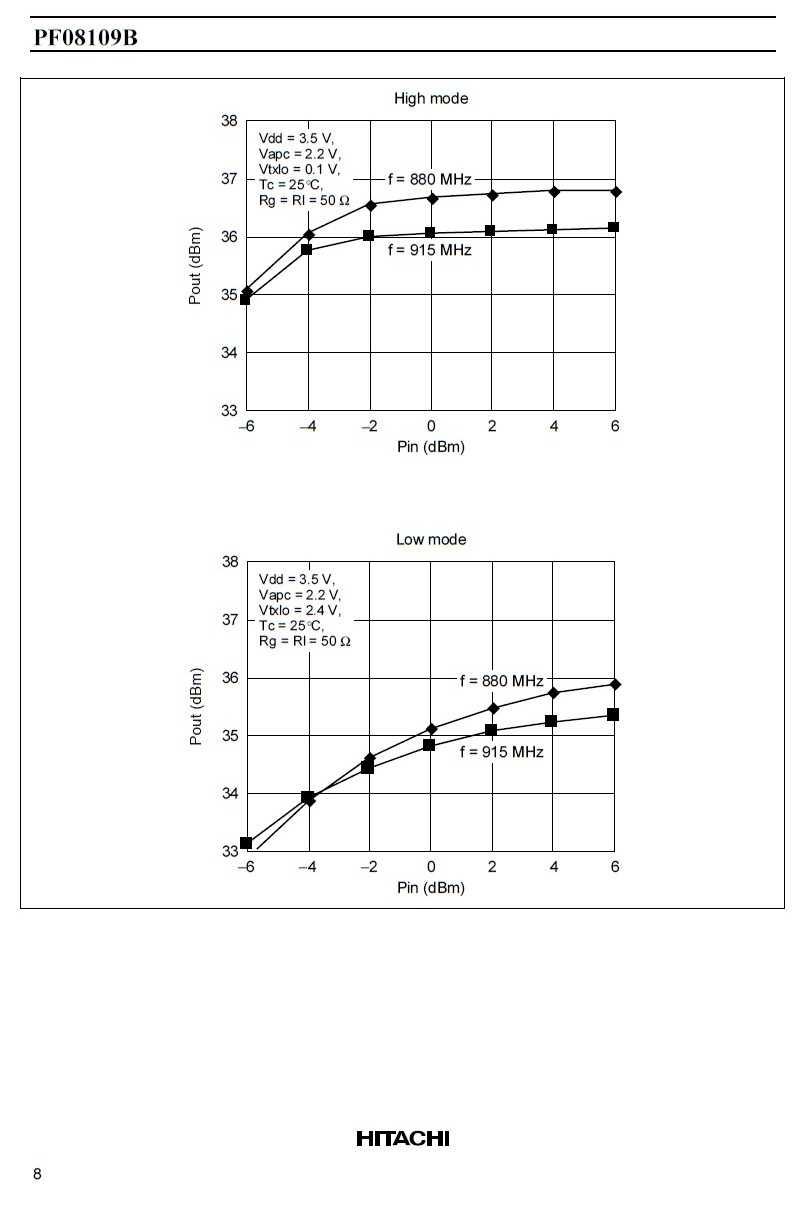 PF08109B
High mode
38
Vdd = 3.5 V,
Vapc = 2.2 V,
Vtxlo = 0.1 V,
Tc = 25°C,
Rg = Rl = 50 Ω
37
f = 880 MHz
36
f = 915 MHz
Pout (dBm)
35
34
33
–6 –4 –2 0 2 4 6
Pin (dBm)
Low mode
38
Vdd = 3.5 V,
Vapc = 2.2 V,
Vtxlo = 2.4 V,
Tc = 25°C,
Rg = Rl = 50 Ω
37
36
f = 880 MHz
Pout (dBm)
35
f = 915 MHz
34
33
–6 –4 –2 0 2 4 6
Pin (dBm)
HITACHI
8